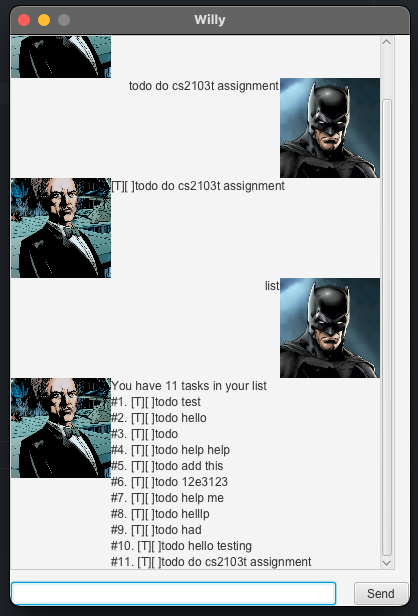 Willy
todo do cs2103t assignment
[T][ ]todo do cs2103t assignment
list
You have 11 tasks in your list
#1. [T][ ]todo test
#2. [T][ ]todo hello
#3. [T][ ]todo
#4. [T][ ]todo help help
#5. [T][ ]todo add this
#6. [T][ ]todo 12e3123
#7. [T][ ]todo help me
#8. [T][ ]todo helllp
#9. [T][ ]todo had
#10. [T][ ]todo hello testing
#11. [T][ ]todo do cs2103t assignment
Send